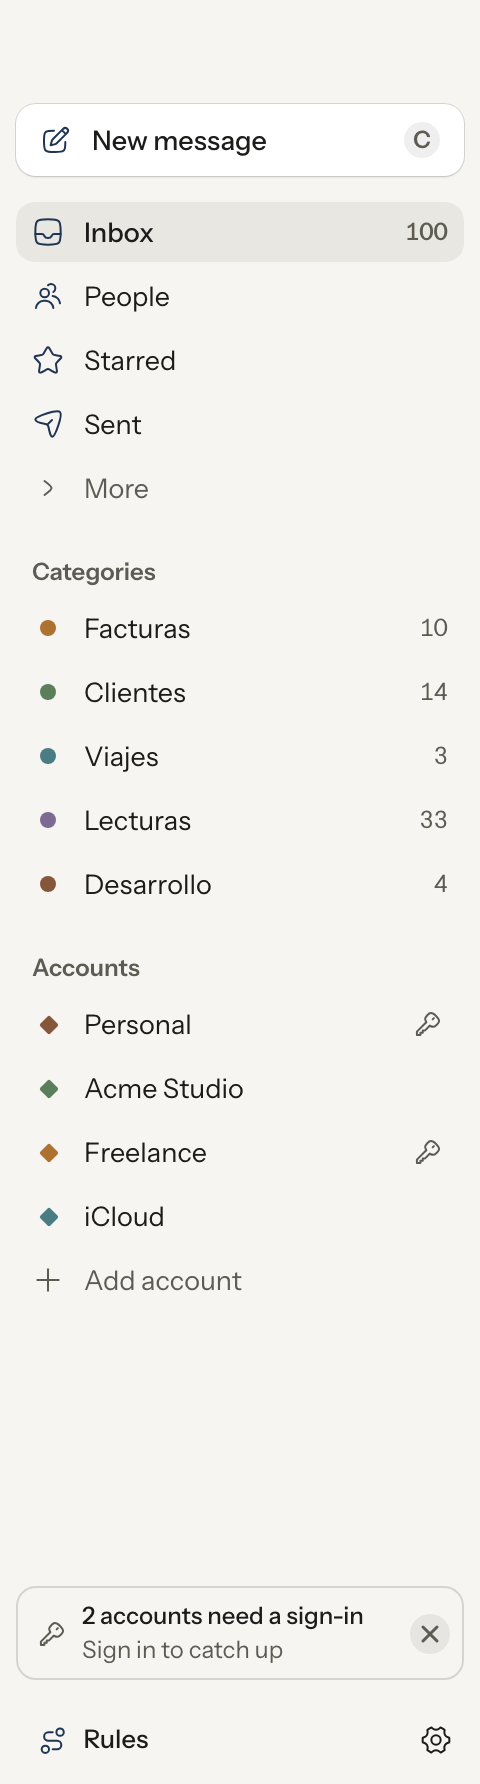 New message C
Inbox 100
People
Starred
Sent
More
Categories
Facturas 10
Clientes 14
Viajes 3
Lecturas 33
Desarrollo 4
Accounts
Personal
Acme Studio
Freelance
iCloud
Add account
2 accounts need a sign-in
Sign in to catch up
Rules